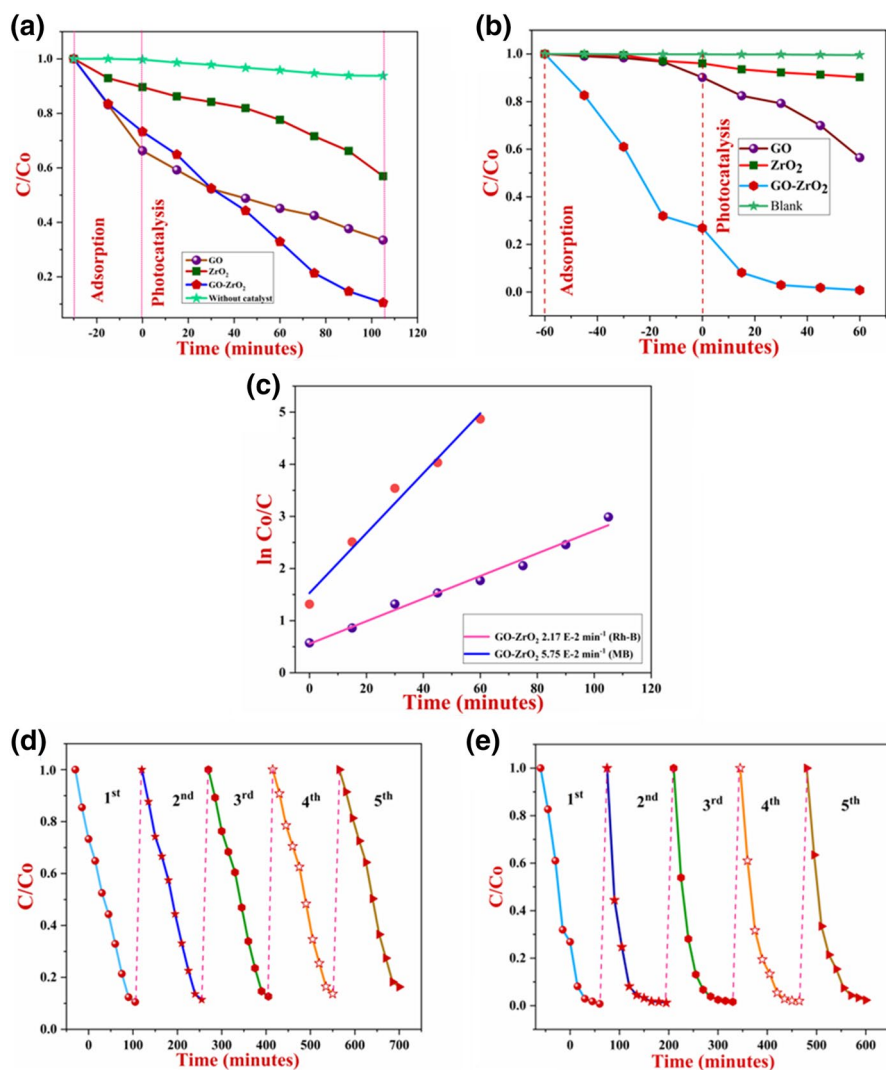 (a)
C/Co
1.0
0.8
0.6
0.4
0.2
Adsorption
Photocatalysis
GO
ZrO₂
GO-ZrO₂
Without catalyst
-20 0 20 40 60 80 100 120
Time (minutes)
(b)
C/Co
1.0
0.8
0.6
0.4
0.2
0.0
Adsorption
Photocatalysis
GO
ZrO₂
GO-ZrO₂
Blank
-60 -40 -20 0 20 40 60
Time (minutes)
(c)
ln Co/C
5
4
3
2
1
0
GO-ZrO₂ 2.17 E-2 min⁻¹ (Rh-B)
GO-ZrO₂ 5.75 E-2 min⁻¹ (MB)
0 20 40 60 80 100 120
Time (minutes)
(d)
C/Co
1.0
0.8
0.6
0.4
0.2
0.0
1ˢᵗ 2ⁿᵈ 3ʳᵈ 4ᵗʰ 5ᵗʰ
0 100 200 300 400 500 600 700
Time (minutes)
(e)
C/Co
1.0
0.8
0.6
0.4
0.2
0.0
1ˢᵗ 2ⁿᵈ 3ʳᵈ 4ᵗʰ 5ᵗʰ
0 100 200 300 400 500 600
Time (minutes)